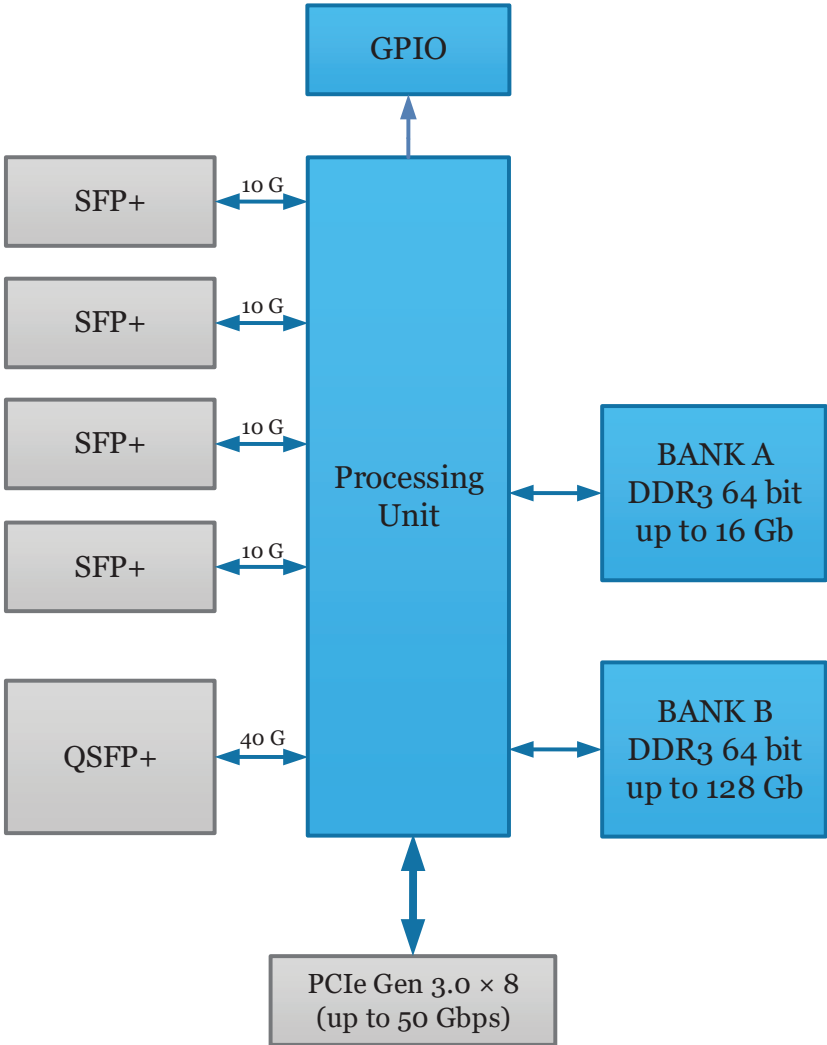 GPIO
SFP+
10 G
SFP+
10 G
SFP+
10 G
SFP+
10 G
QSFP+
40 G
Processing
Unit
BANK A
DDR3 64 bit
up to 16 Gb
BANK B
DDR3 64 bit
up to 128 Gb
PCIe Gen 3.0 × 8
(up to 50 Gbps)